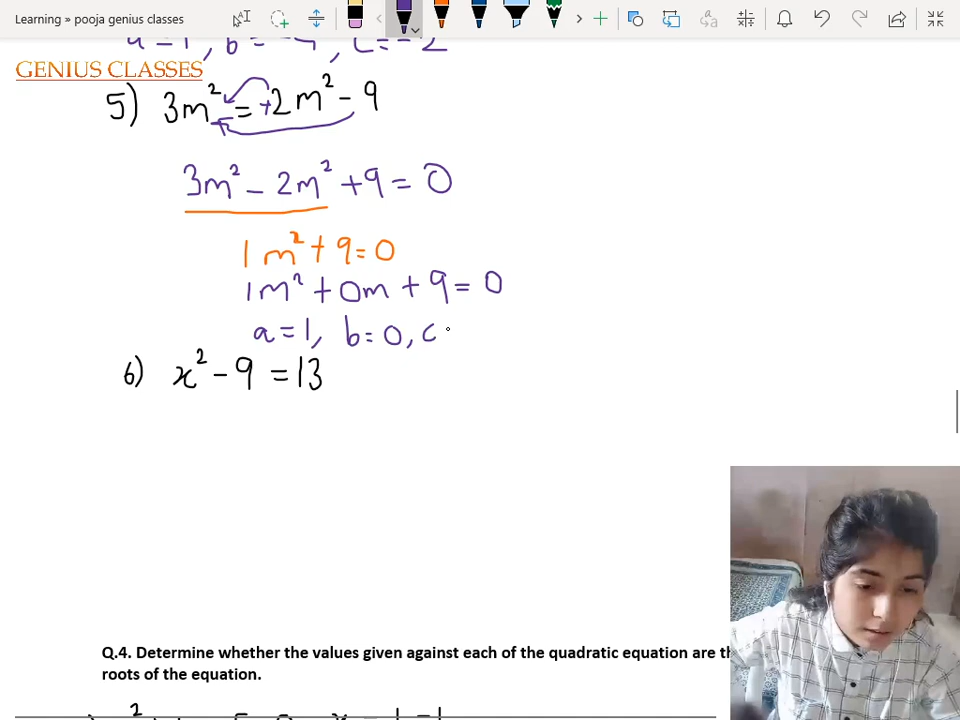 Learning » pooja genius classes
GENIUS CLASSES
5) 3m² = +2m² - 9
3m² - 2m² + 9 = 0
1m² + 9 = 0
1m² + 0m + 9 = 0
a = 1, b = 0, c
6) x² - 9 = 13
Q.4. Determine whether the values given against each of the quadratic equation are
roots of the equation.